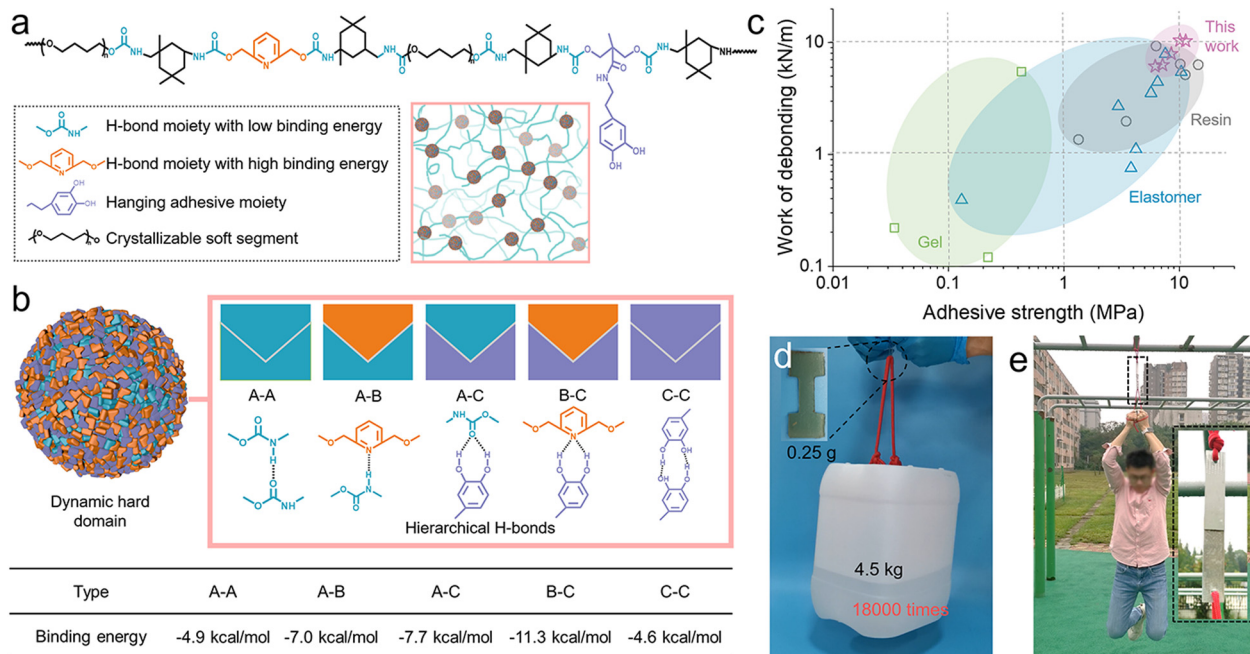 a
H-bond moiety with low binding energy
H-bond moiety with high binding energy
Hanging adhesive moiety
Crystallizable soft segment
b
Dynamic hard domain
A-A A-B A-C B-C C-C
Hierarchical H-bonds
Type A-A A-B A-C B-C C-C
Binding energy -4.9 kcal/mol -7.0 kcal/mol -7.7 kcal/mol -11.3 kcal/mol -4.6 kcal/mol
c
Work of debonding (kN/m)
10
1
0.1
0.01 0.1 1 10
Adhesive strength (MPa)
This work
Resin
Elastomer
Gel
d
0.25 g
4.5 kg
18000 times
e